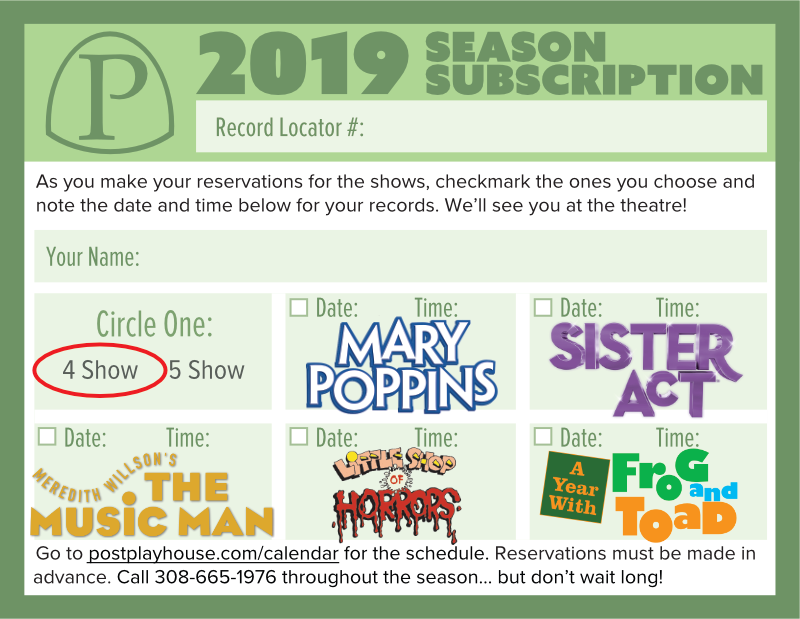 P
2019 SEASON
SUBSCRIPTION
Record Locator #:
As you make your reservations for the shows, checkmark the ones you choose and
note the date and time below for your records. We’ll see you at the theatre!
Your Name:
Circle One:
4 Show 5 Show
Date: Time:
MARY
POPPINS
Date: Time:
SISTER
ACT
Date: Time:
MEREDITH WILLSON'S
THE
MUSIC MAN
Date: Time:
LITTLE SHOP
OF
HORRORS
Date: Time:
A
Year
With
FroG
and
ToaD
Go to postplayhouse.com/calendar for the schedule. Reservations must be made in
advance. Call 308-665-1976 throughout the season... but don’t wait long!